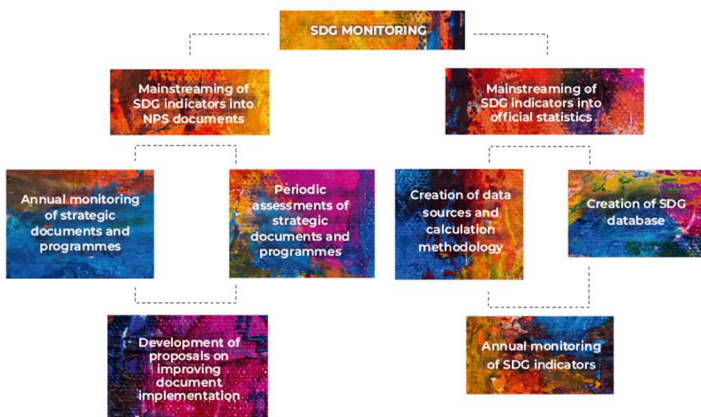 SDG MONITORING
Mainstreaming of
SDG indicators into
NPS documents
Mainstreaming of
SDG indicators into
official statistics
Annual monitoring
of strategic
documents and
programmes
Periodic
assessments of
strategic
documents and
programmes
Creation of data
sources and
calculation
methodology
Creation of SDG
database
Development of
proposals on
improving
document
implementation
Annual monitoring
of SDG indicators